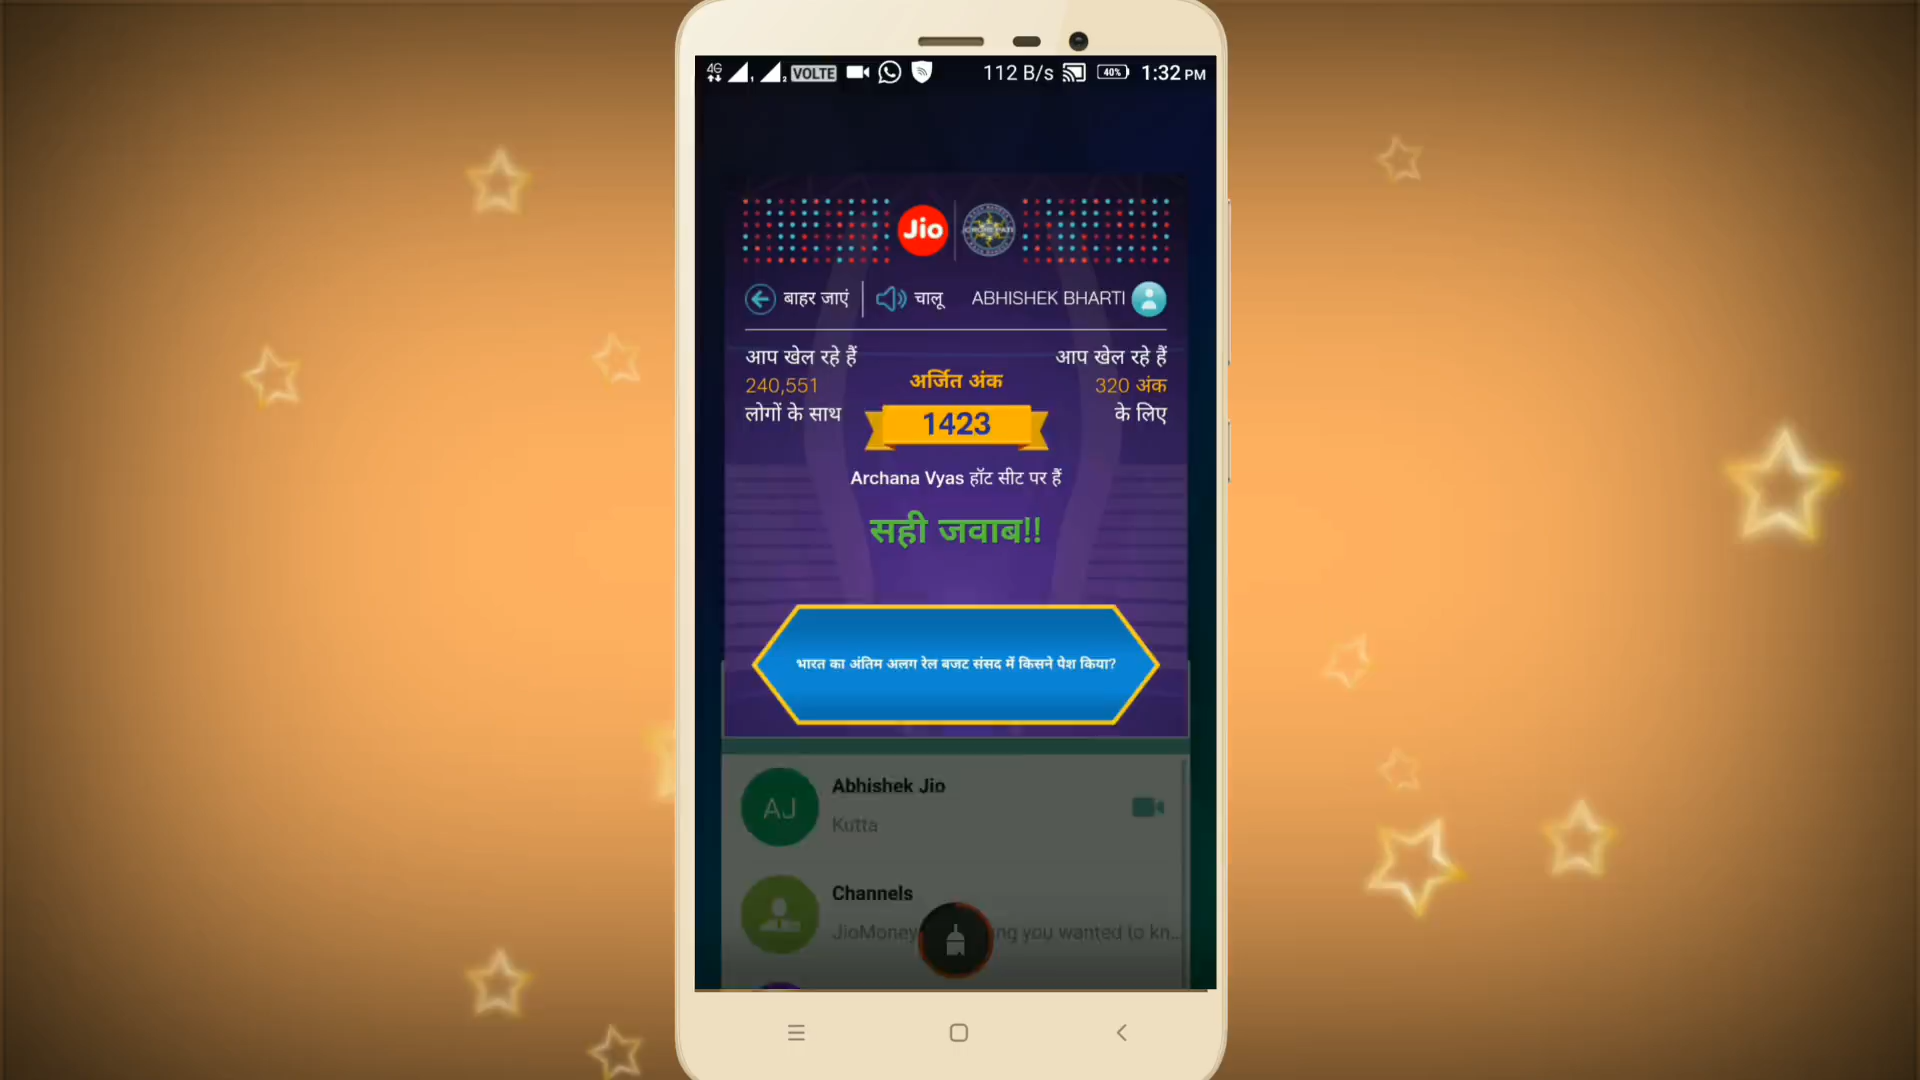 4G 1 2 VOLTE 112 B/s 40% 1:32 PM
Jio
बाहर जाएं चालू ABHISHEK BHARTI
आप खेल रहे हैं
240,551
लोगों के साथ
अर्जित अंक
1423
आप खेल रहे हैं
320 अंक
के लिए
Archana Vyas हॉट सीट पर हैं
सही जवाब!!
भारत का अंतिम अलग रेल बजट संसद में किसने पेश किया?
AJ
Abhishek Jio
Kutta
Channels
JioMoney ng you wanted to kn...